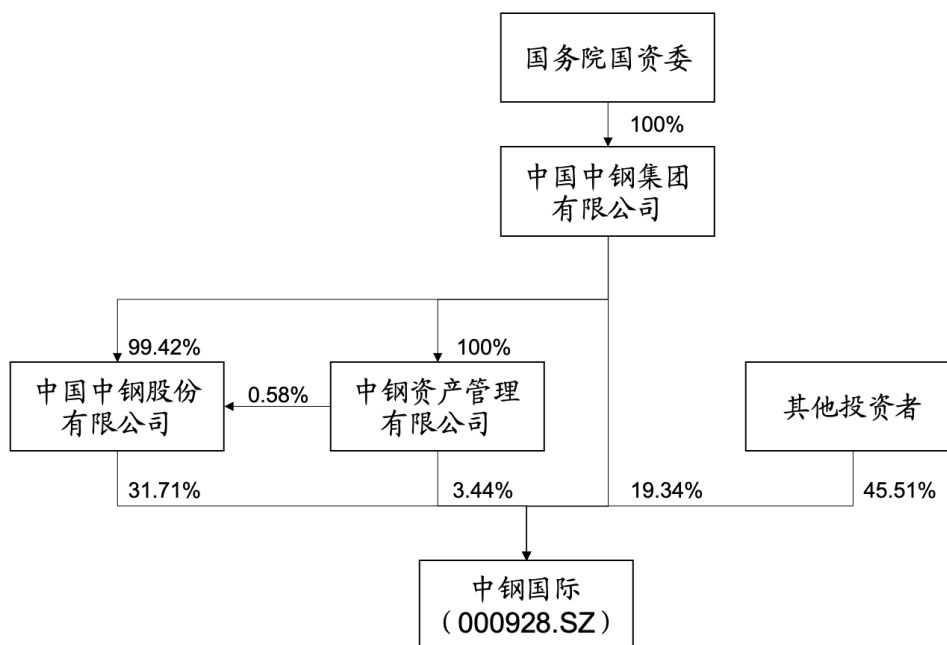 国务院国资委
100%
中国中钢集团
有限公司
99.42%
100%
中国中钢股份
有限公司
0.58%
中钢资产管理
有限公司
其他投资者
31.71%
3.44%
19.34%
45.51%
中钢国际
（000928.SZ）